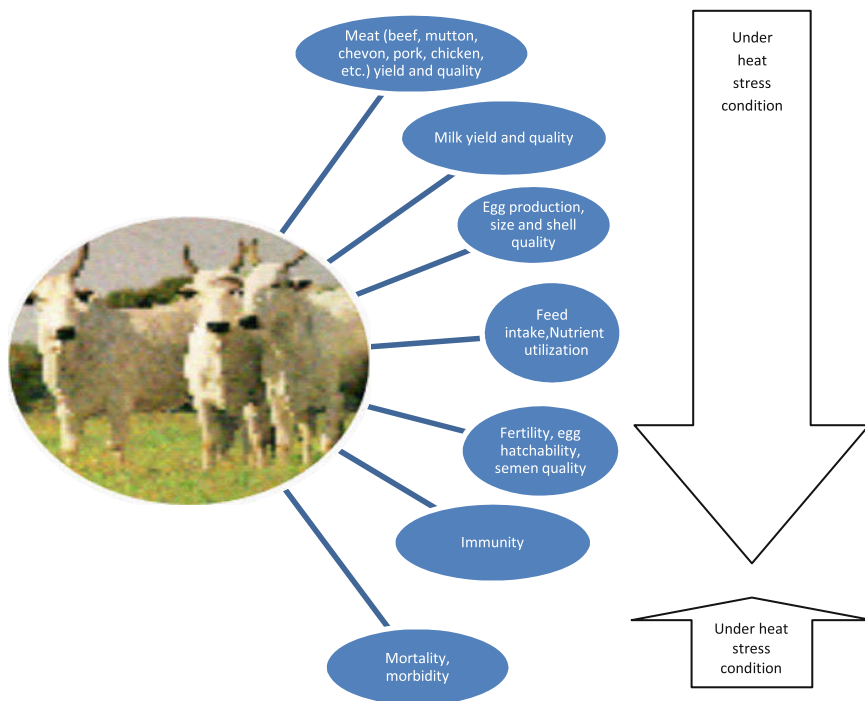 Meat (beef, mutton,
chevon, pork, chicken,
etc.) yield and quality
Milk yield and quality
Egg production,
size and shell
quality
Feed
intake,Nutrient
utilization
Fertility, egg
hatchability,
semen quality
Immunity
Mortality,
morbidity
Under
heat
stress
condition
Under heat
stress
condition